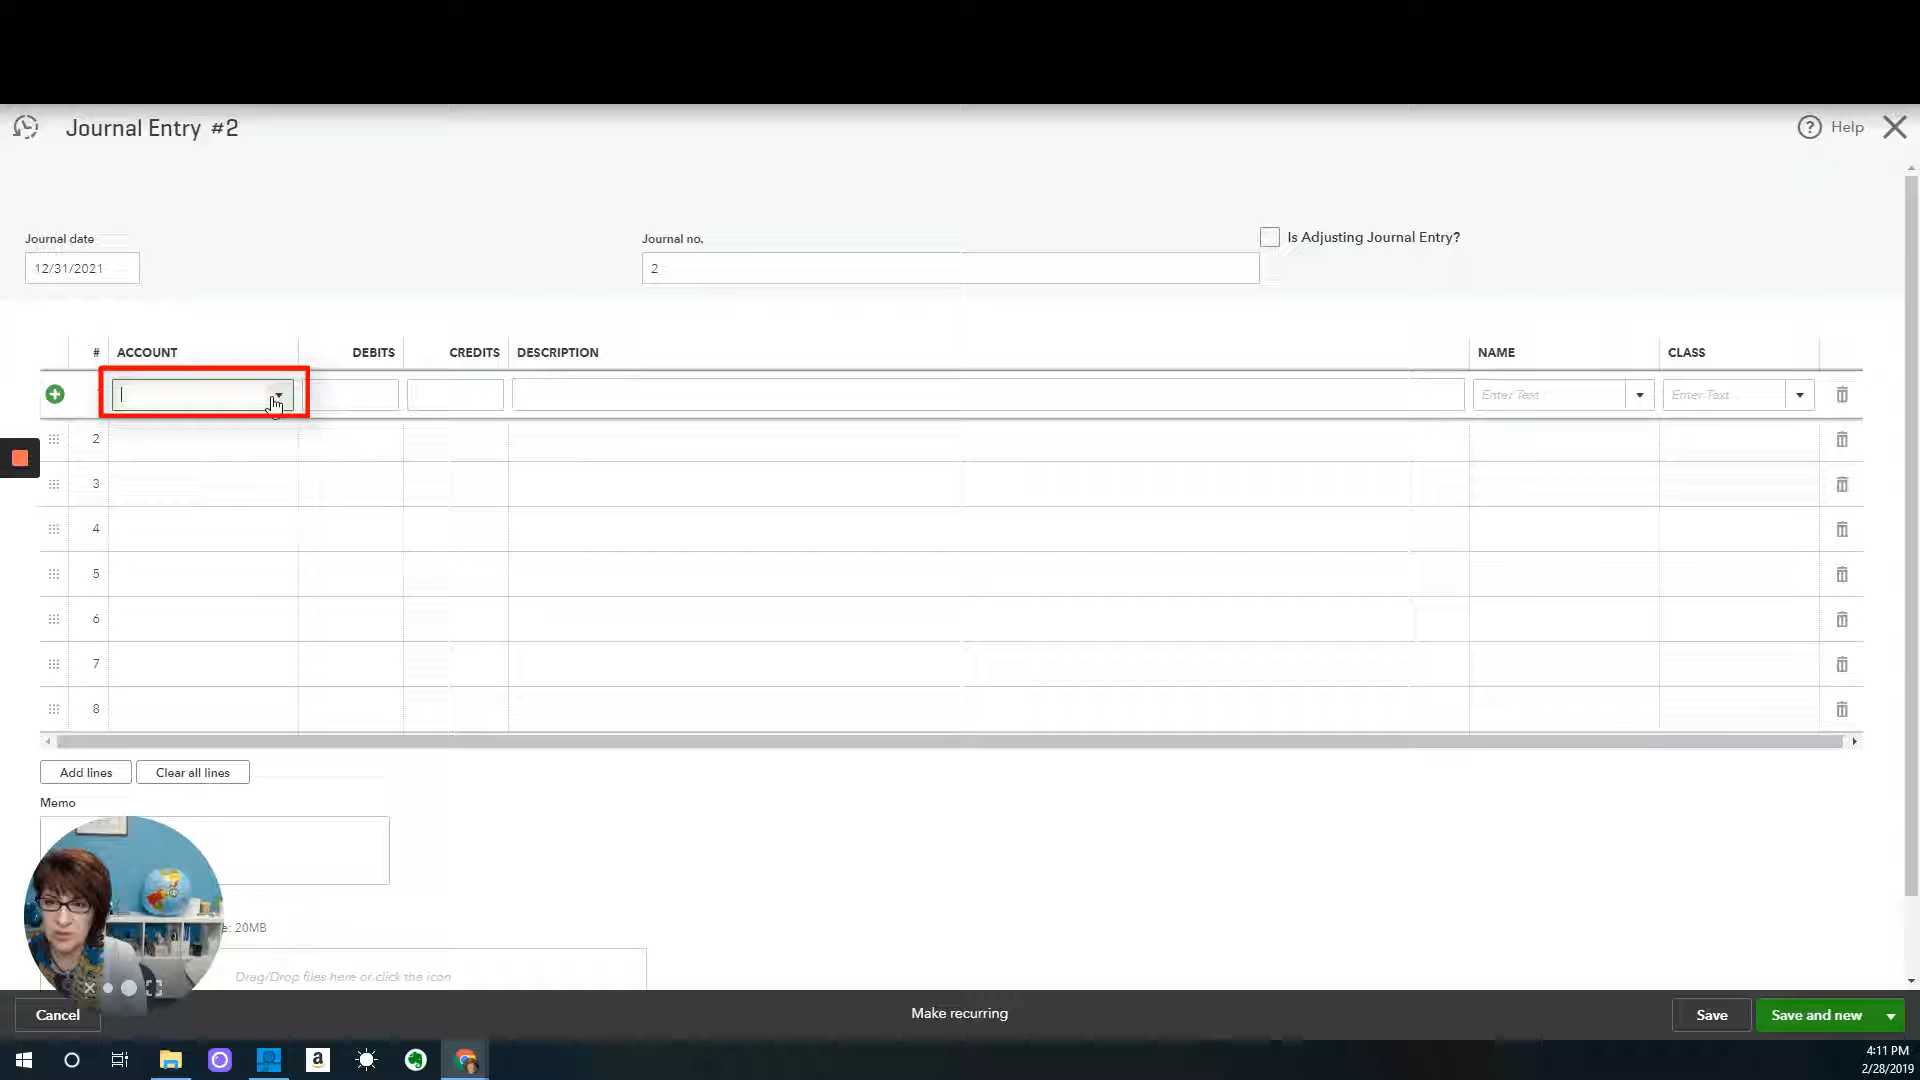 Journal Entry #2
Help
Journal date
Journal no.
Is Adjusting Journal Entry?
12/31/2021
2
# ACCOUNT DEBITS CREDITS DESCRIPTION NAME CLASS
Enter Text Enter Text
2
3
4
5
6
7
8
Add lines Clear all lines
Memo
20MB
Drag/Drop files here or click the icon
Cancel Make recurring Save Save and new
4:11 PM
2/28/2019